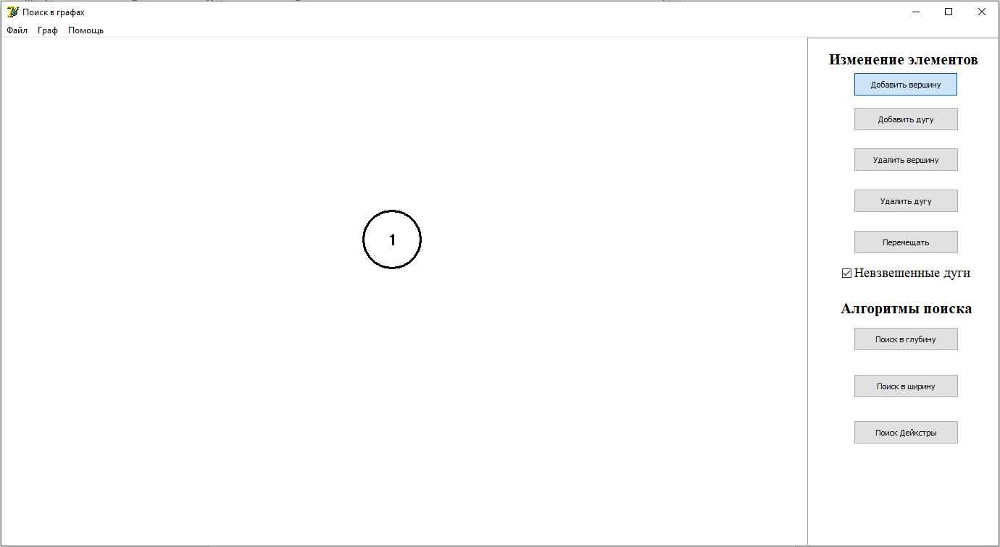 Поиск в графах
Файл Граф Помощь
Изменение элементов
Добавить вершину
Добавить дугу
Удалить вершину
Удалить дугу
Перемещать
Невзвешенные дуги
1
Алгоритмы поиска
Поиск в глубину
Поиск в ширину
Поиск Дейкстры